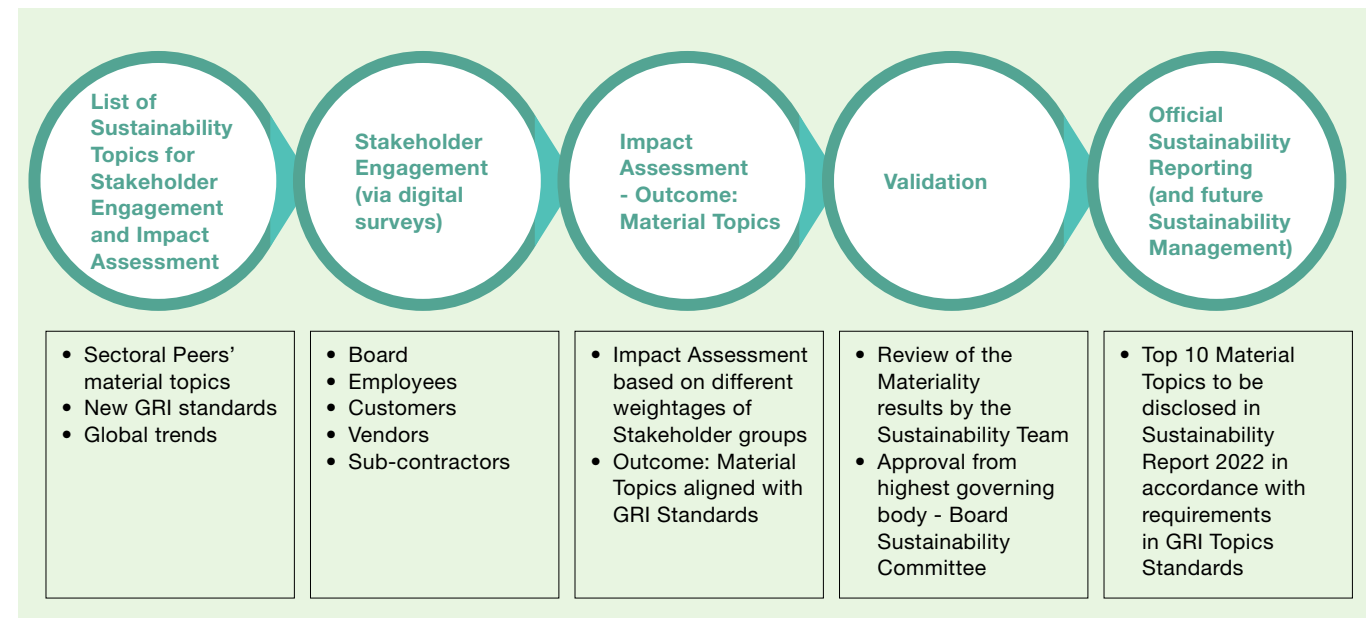 List of
Sustainability
Topics for
Stakeholder
Engagement
and Impact
Assessment
Stakeholder
Engagement
(via digital
surveys)
Impact
Assessment
- Outcome:
Material Topics
Validation
Official
Sustainability
Reporting
(and future
Sustainability
Management)
• Sectoral Peers’
material topics
• New GRI standards
• Global trends
• Board
• Employees
• Customers
• Vendors
• Sub-contractors
• Impact Assessment
based on different
weightages of
Stakeholder groups
• Outcome: Material
Topics aligned with
GRI Standards
• Review of the
Materiality
results by the
Sustainability Team
• Approval from
highest governing
body - Board
Sustainability
Committee
• Top 10 Material
Topics to be
disclosed in
Sustainability
Report 2022 in
accordance with
requirements
in GRI Topics
Standards